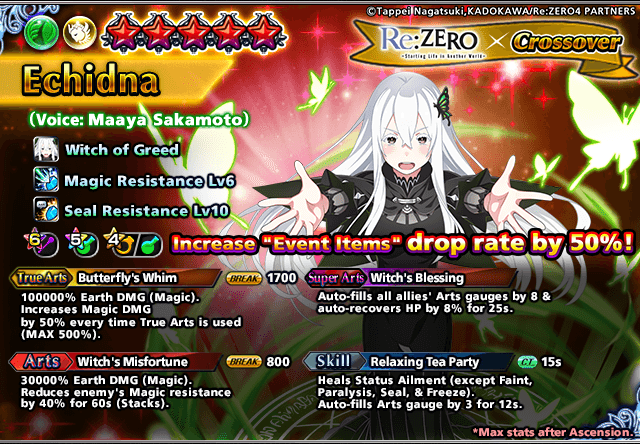 ©Tappei Nagatsuki,KADOKAWA/Re:ZERO4 PARTNERS
Re:ZERO × Crossover
-Starting Life in Another World-
Echidna
(Voice: Maaya Sakamoto)
Witch of Greed
Magic Resistance Lv6
Seal Resistance Lv10
6 5 4
Increase "Event Items" drop rate by 50%!
True Arts Butterfly's Whim BREAK 1700
100000% Earth DMG (Magic).
Increases Magic DMG
by 50% every time True Arts is used
(MAX 500%).
Super Arts Witch's Blessing
Auto-fills all allies' Arts gauges by 8 &
auto-recovers HP by 8% for 25s.
Arts Witch's Misfortune BREAK 800
30000% Earth DMG (Magic).
Reduces enemy's Magic resistance
by 40% for 60s (Stacks).
Skill Relaxing Tea Party CT 15s
Heals Status Ailment (except Faint,
Paralysis, Seal, & Freeze).
Auto-fills Arts gauge by 3 for 12s.
*Max stats after Ascension.